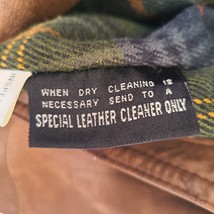 WHEN DRY CLEANING IS
NECESSARY SEND TO A
SPECIAL LEATHER CLEANER ONLY